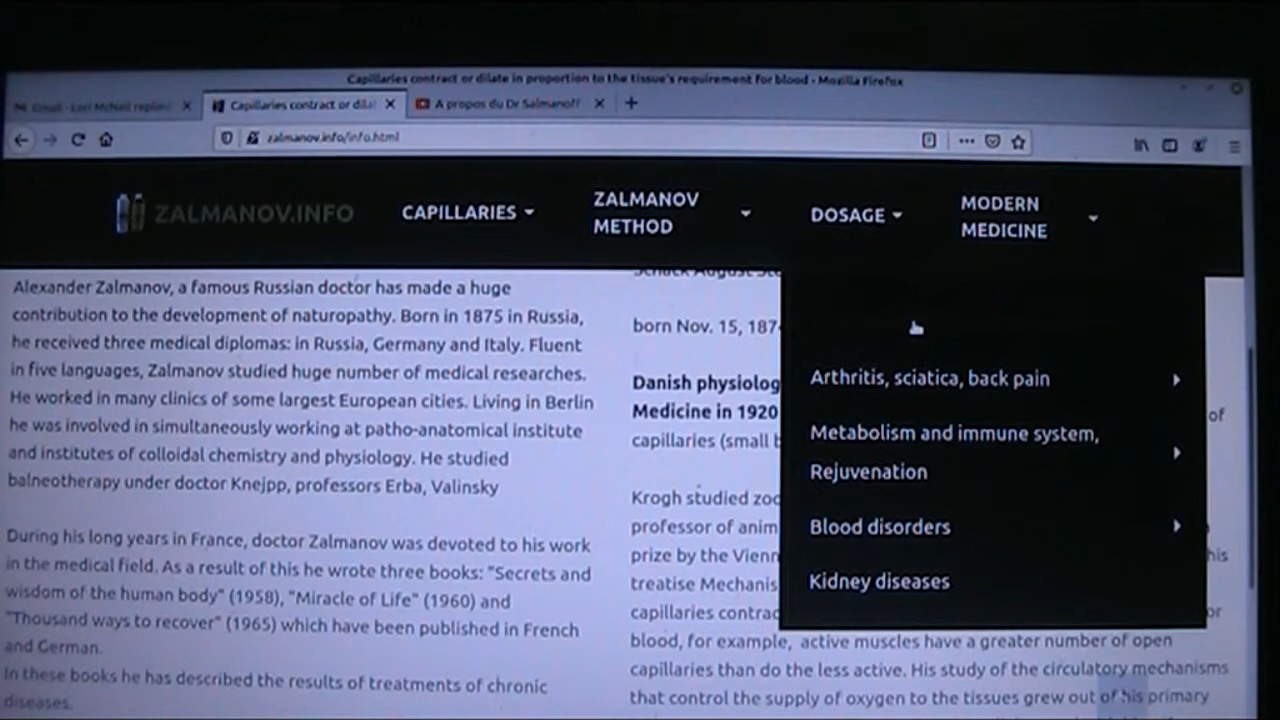 Capillaries contract or dilate in proportion to the tissue's requirement for blood - Mozilla Firefox
Gmail - Lori McNeil replied
Capillaries contract or dila
A propos du Dr Salmanoff
zalmanov.info/info.html
ZALMANOV.INFO
CAPILLARIES
ZALMANOV
METHOD
DOSAGE
MODERN
MEDICINE
Alexander Zalmanov, a famous Russian doctor has made a huge
contribution to the development of naturopathy. Born in 1875 in Russia,
he received three medical diplomas: in Russia, Germany and Italy. Fluent
in five languages, Zalmanov studied huge number of medical researches.
He worked in many clinics of some largest European cities. Living in Berlin
he was involved in simultaneously working at patho-anatomical institute
and institutes of colloidal chemistry and physiology. He studied
balneotherapy under doctor Knejpp, professors Erba, Valinsky
During his long years in France, doctor Zalmanov was devoted to his work
in the medical field. As a result of this he wrote three books: "Secrets and
wisdom of the human body" (1958), "Miracle of Life" (1960) and
"Thousand ways to recover" (1965) which have been published in French
and German.
In these books he has described the results of treatments of chronic
diseases.
Schack August Ste
born Nov. 15, 187
Danish physiolog
Medicine in 1920
of
capillaries (small b
Krogh studied zoo
professor of anim
prize by the Vienn
his
treatise Mechanis
capillaries contrac
or
blood, for example, active muscles have a greater number of open
capillaries than do the less active. His study of the circulatory mechanisms
that control the supply of oxygen to the tissues grew out of his primary
Arthritis, sciatica, back pain
Metabolism and immune system,
Rejuvenation
Blood disorders
Kidney diseases